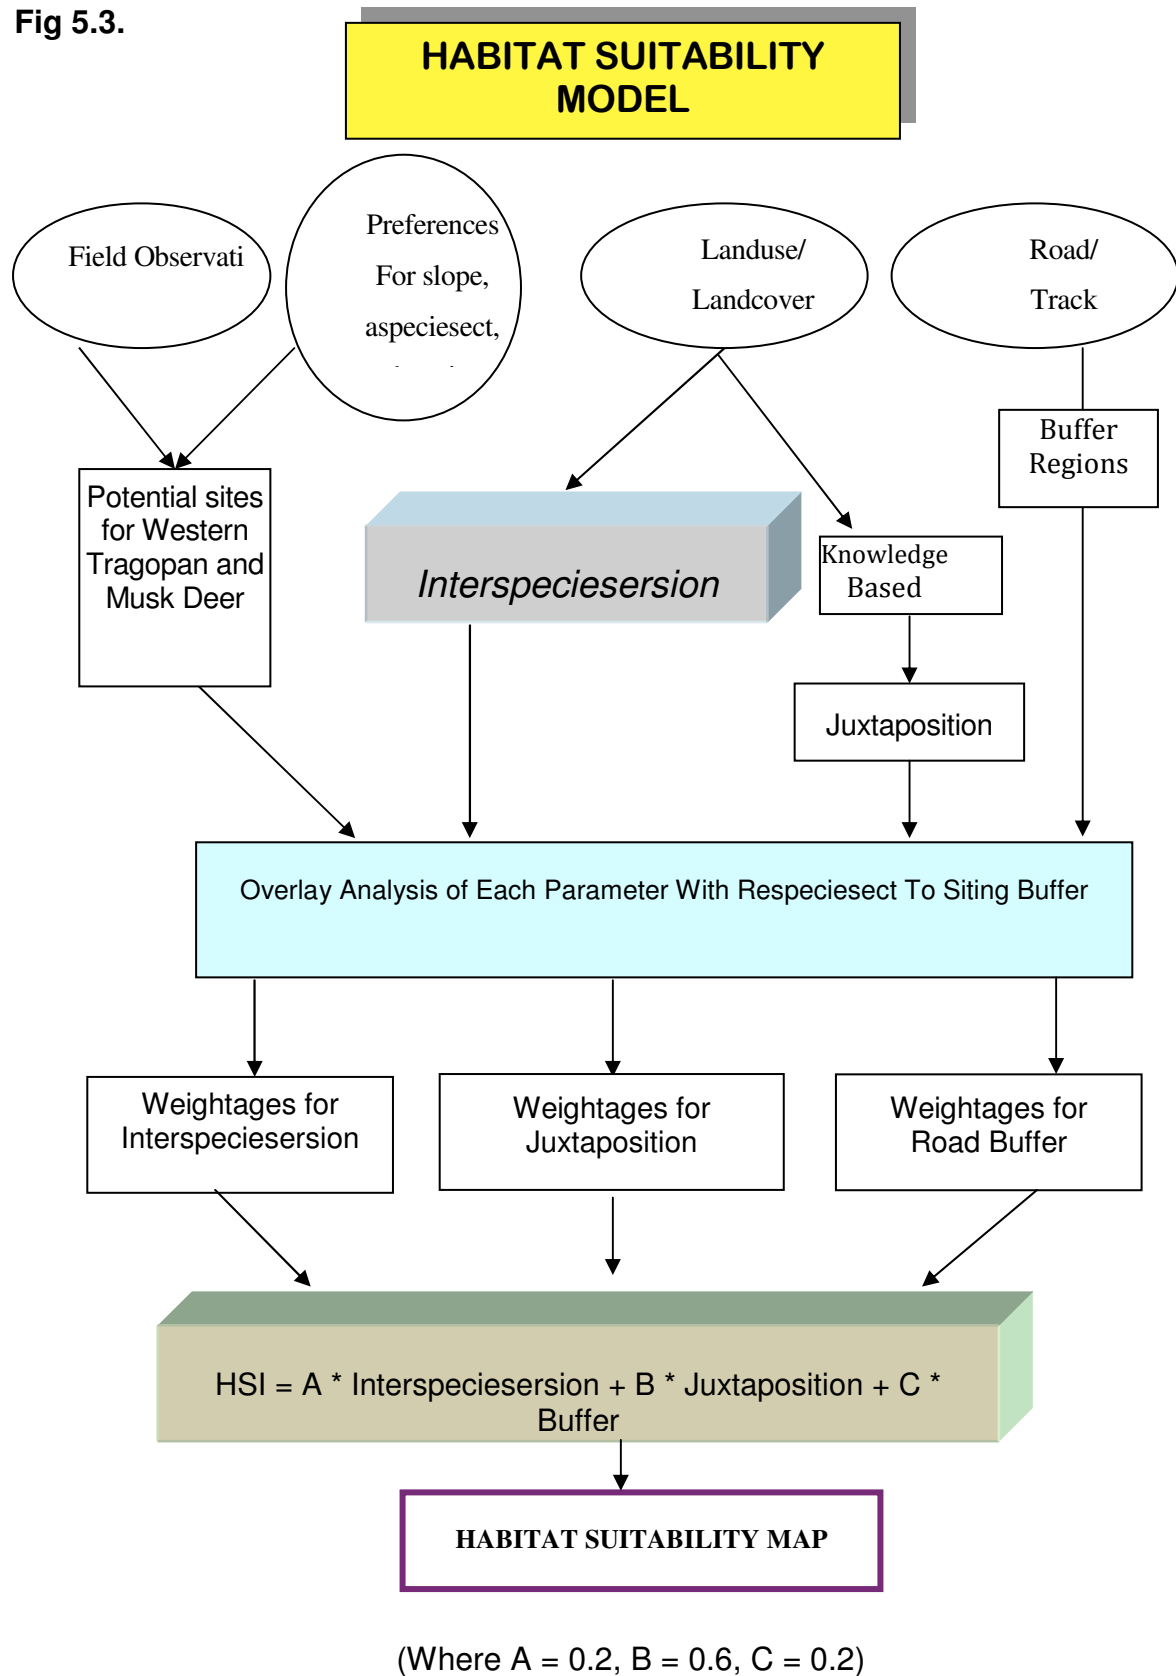 Fig 5.3.
HABITAT SUITABILITY
MODEL
Field Observati
Preferences
For slope,
aspeciesect,
Landuse/
Landcover
Road/
Track
Buffer
Regions
Potential sites
for Western
Tragopan and
Musk Deer
Interspeciesersion
Knowledge
Based
Juxtaposition
Overlay Analysis of Each Parameter With Respeciesect To Siting Buffer
Weightages for
Interspeciesersion
Weightages for
Juxtaposition
Weightages for
Road Buffer
HSI = A * Interspeciesersion + B * Juxtaposition + C *
Buffer
HABITAT SUITABILITY MAP
(Where A = 0.2, B = 0.6, C = 0.2)